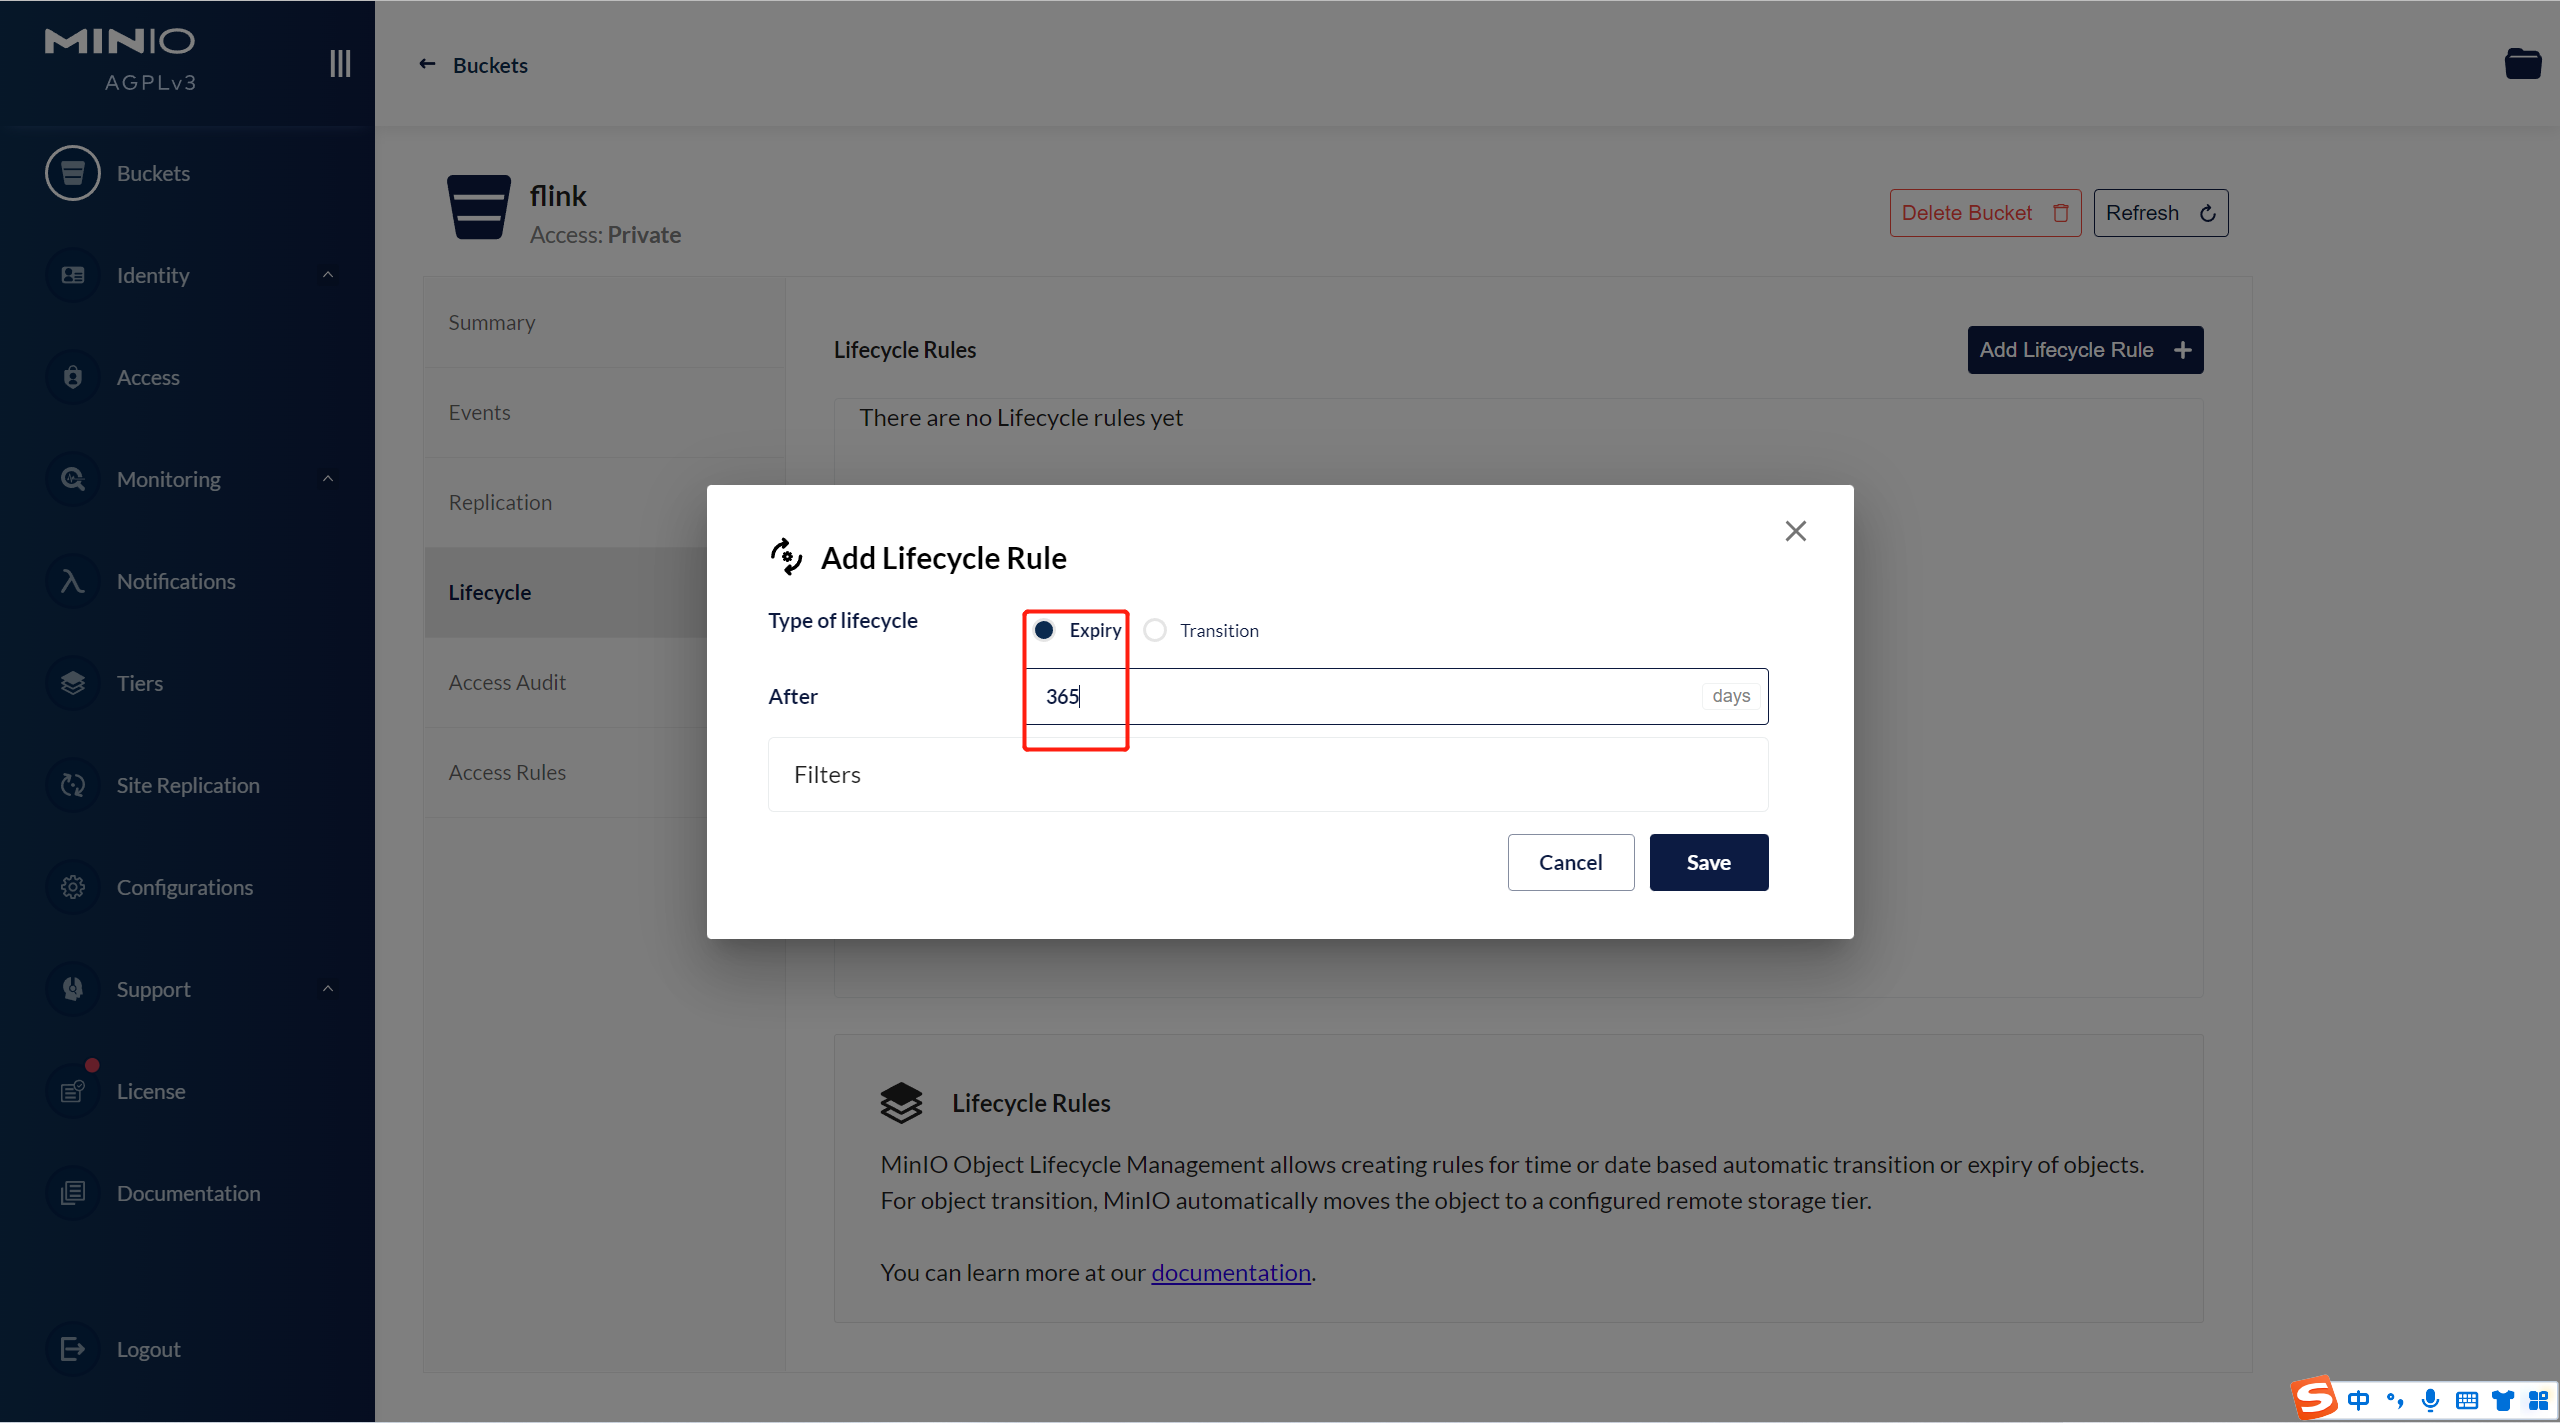 MINIO
AGPLv3
Buckets
Identity
Access
Monitoring
Notifications
Tiers
Site Replication
Configurations
Support
License
Documentation
Logout
Buckets
flink
Access: Private
Delete Bucket
Refresh
Summary
Events
Replication
Lifecycle
Access Audit
Access Rules
Lifecycle Rules
Add Lifecycle Rule
There are no Lifecycle rules yet
Add Lifecycle Rule
Type of lifecycle
Expiry
Transition
After
365
days
Filters
Cancel
Save
Lifecycle Rules
MinIO Object Lifecycle Management allows creating rules for time or date based automatic transition or expiry of objects.
For object transition, MinIO automatically moves the object to a configured remote storage tier.
You can learn more at our documentation.
中